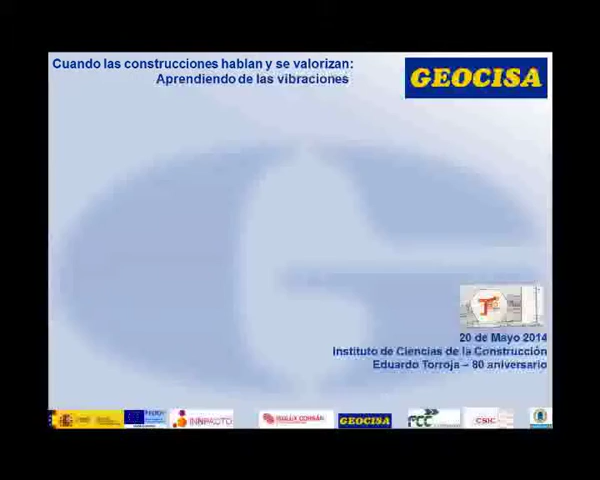 Cuando las construcciones hablan y se valorizan:
Aprendiendo de las vibraciones
GEOCISA
20 de Mayo 2014
Instituto de Ciencias de la Construcción
Eduardo Torroja – 80 aniversario
INNPACTO
GEOCISA
FCC
CSIC